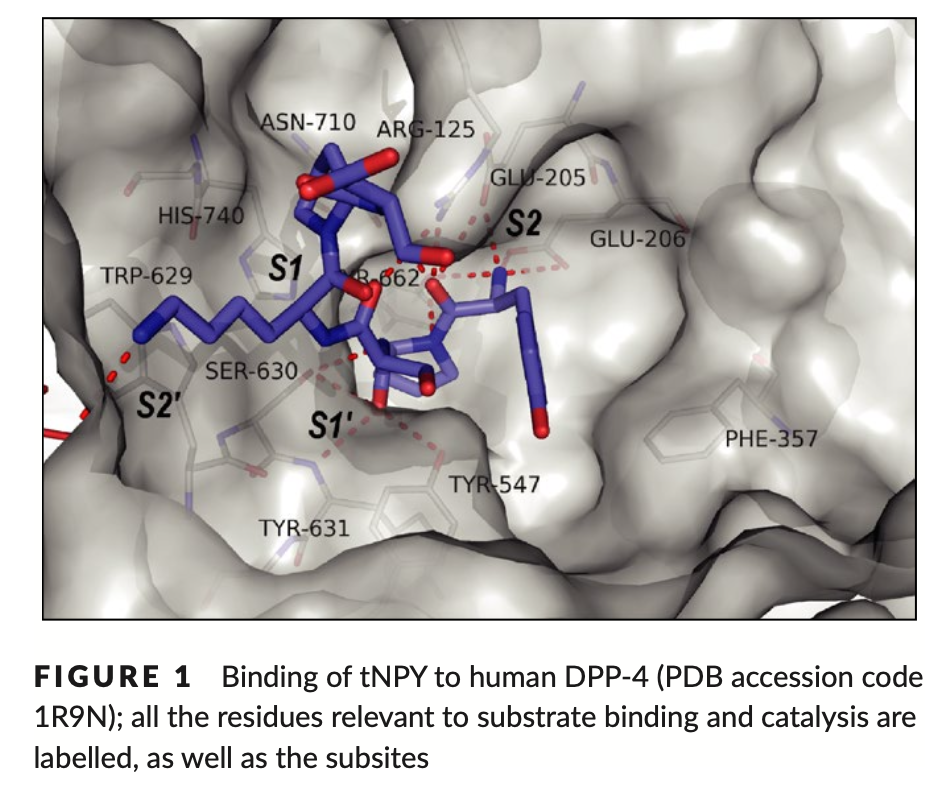 ASN-710
ARG-125
GLU-205
HIS-740
S2
GLU-206
TRP-629
S1
R-662
SER-630
S2'
S1'
PHE-357
TYR-547
TYR-631
FIGURE 1 Binding of tNPY to human DPP-4 (PDB accession code
1R9N); all the residues relevant to substrate binding and catalysis are
labelled, as well as the subsites